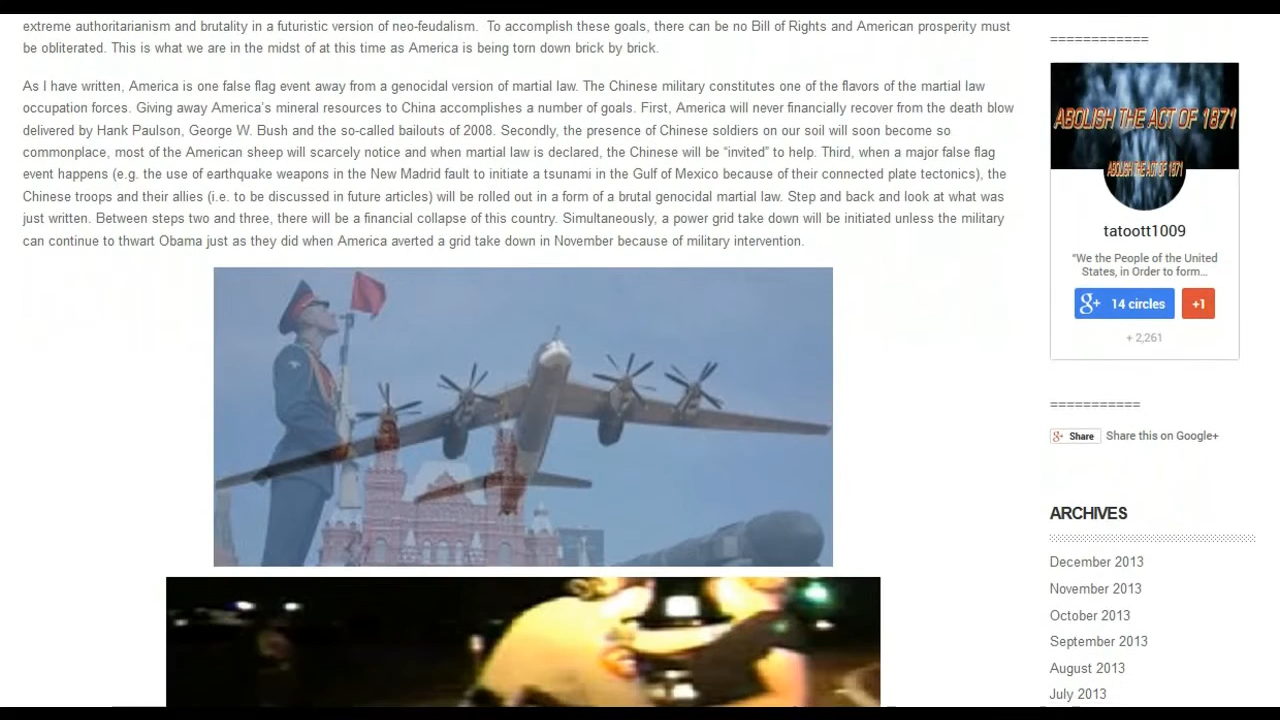 extreme authoritarianism and brutality in a futuristic version of neo-feudalism.  To accomplish these goals, there can be no Bill of Rights and American prosperity must
be obliterated. This is what we are in the midst of at this time as America is being torn down brick by brick.
As I have written, America is one false flag event away from a genocidal version of martial law. The Chinese military constitutes one of the flavors of the martial law
occupation forces. Giving away America's mineral resources to China accomplishes a number of goals. First, America will never financially recover from the death blow
delivered by Hank Paulson, George W. Bush and the so-called bailouts of 2008. Secondly, the presence of Chinese soldiers on our soil will soon become so
commonplace, most of the American sheep will scarcely notice and when martial law is declared, the Chinese will be “invited” to help. Third, when a major false flag
event happens (e.g. the use of earthquake weapons in the New Madrid to initiate a tsunami in the Gulf of Mexico because of their connected plate tectonics), the
Chinese troops and their allies (i.e. to be discussed in future articles) will be rolled out in a form of a brutal genocidal martial law. Step and back and look at what was
just written. Between steps two and three, there will be a financial collapse of this country. Simultaneously, a power grid take down will be initiated unless the military
can continue to thwart Obama just as they did when America averted a grid take down in November because of military intervention.
============
ABOLISH THE ACT OF 1871
ABOLISH THE ACT OF 1871
tatoott1009
“We the People of the United
States, in Order to form...
g+ 14 circles
+1
+ 2,261
===========
g+ Share Share this on Google+
ARCHIVES
December 2013
November 2013
October 2013
September 2013
August 2013
July 2013